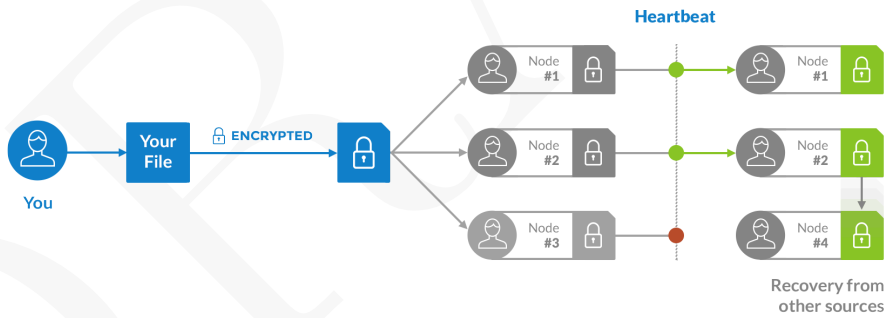 Heartbeat
You
Your
File
ENCRYPTED
Node
#1
Node
#2
Node
#3
Node
#1
Node
#2
Node
#4
Recovery from
other sources